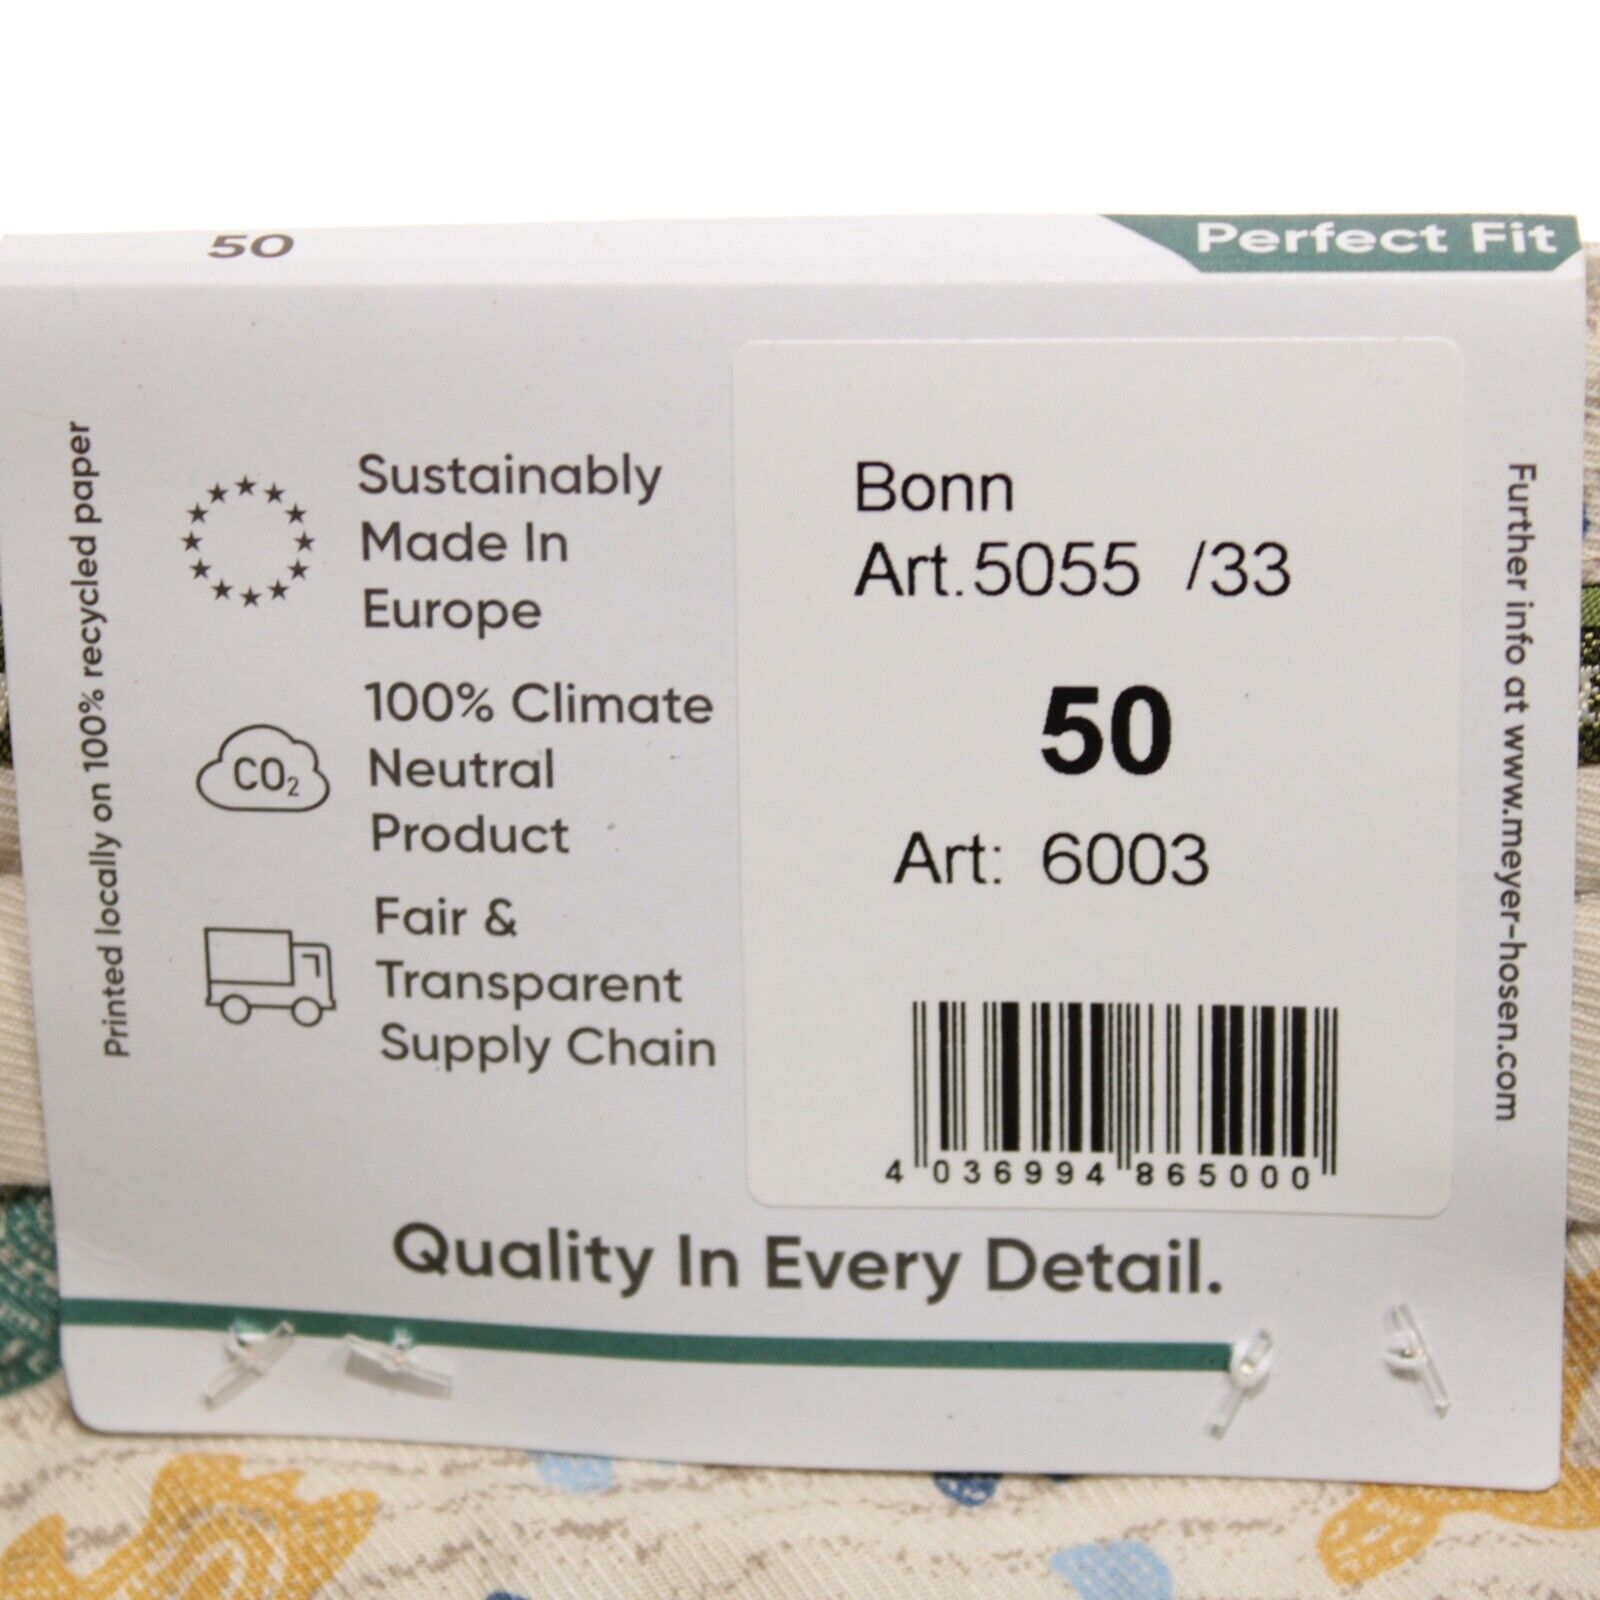 50
Perfect Fit
Printed locally on 100% recycled paper
Sustainably
Made In
Europe
CO₂
100% Climate
Neutral
Product
Fair &
Transparent
Supply Chain
Bonn
Art.5055 /33
50
Art: 6003
4 036994 865000
Further info at www.meyer-hosen.com
Quality In Every Detail.